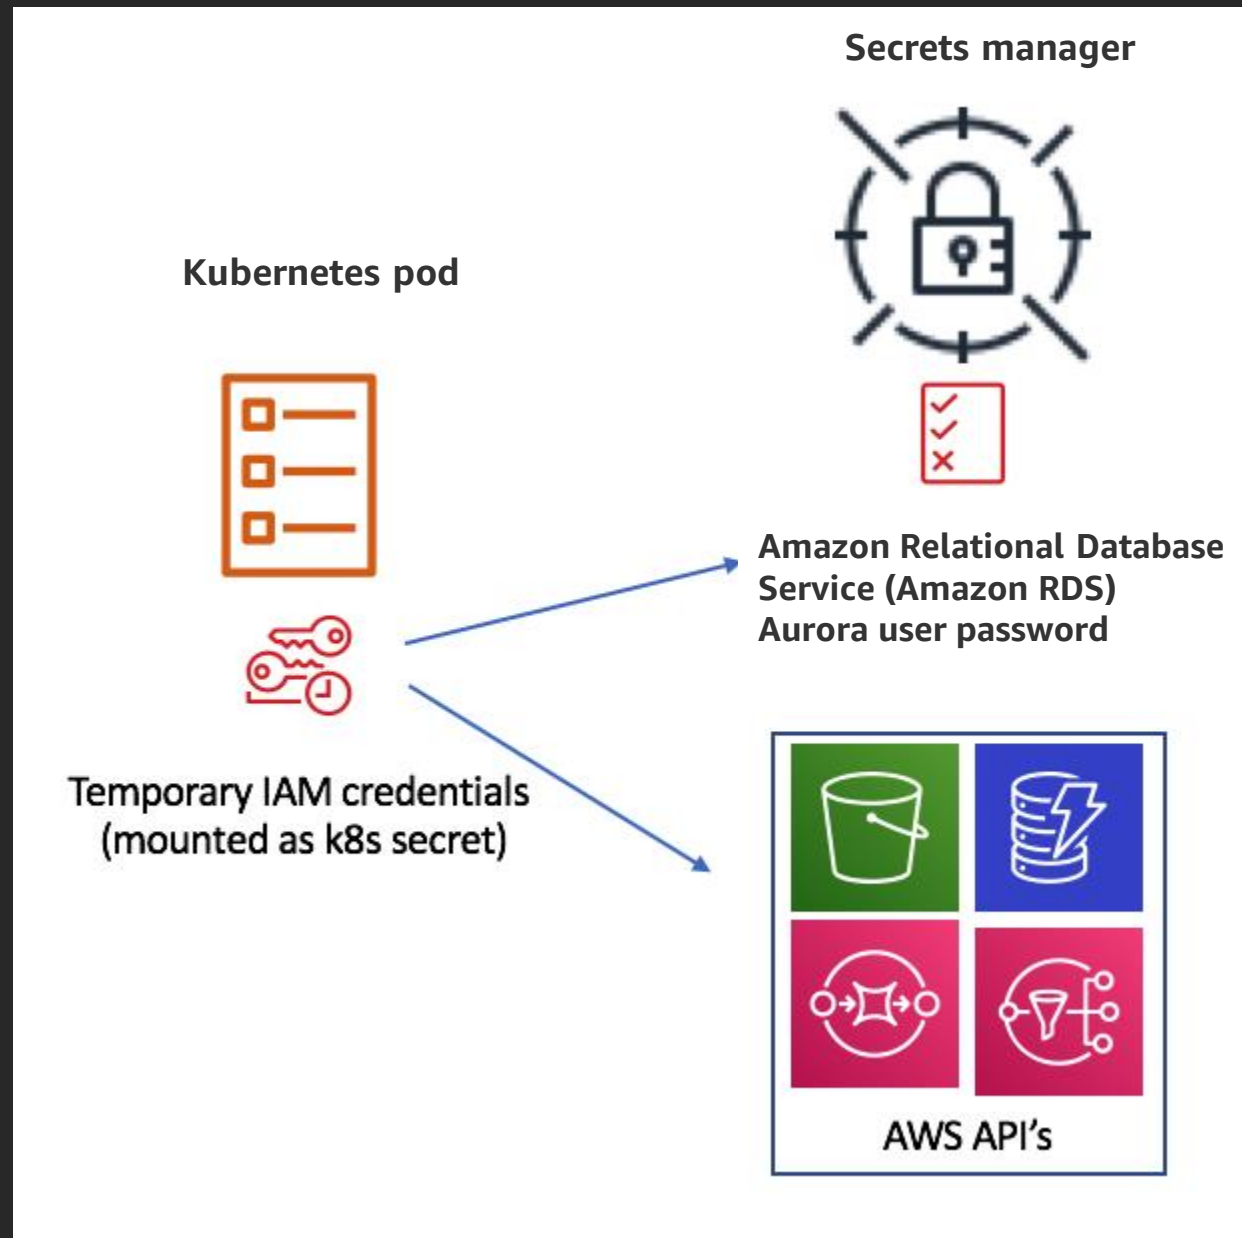 Secrets manager
Kubernetes pod
Amazon Relational Database
Service (Amazon RDS)
Aurora user password
Temporary IAM credentials
(mounted as k8s secret)
AWS API's